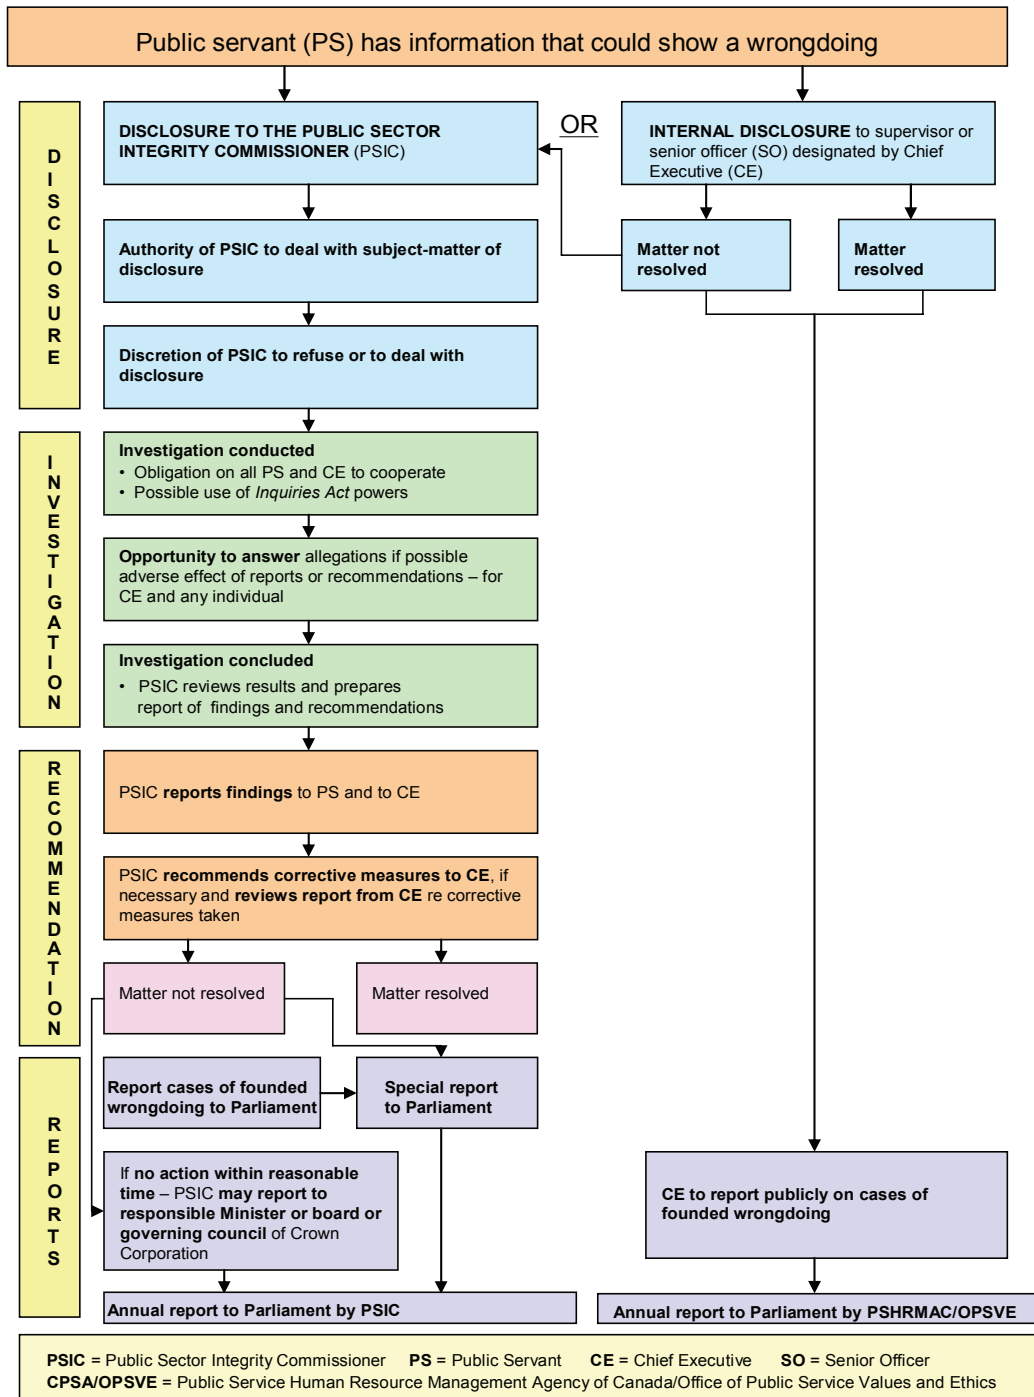 Public servant (PS) has information that could show a wrongdoing
DISCLOSURE
DISCLOSURE TO THE PUBLIC SECTOR
INTEGRITY COMMISSIONER (PSIC)
OR
INTERNAL DISCLOSURE to supervisor or
senior officer (SO) designated by Chief
Executive (CE)
Authority of PSIC to deal with subject-matter of
disclosure
Matter not
resolved
Matter
resolved
Discretion of PSIC to refuse or to deal with
disclosure
INVESTIGATION
Investigation conducted
• Obligation on all PS and CE to cooperate
• Possible use of Inquiries Act powers
Opportunity to answer allegations if possible
adverse effect of reports or recommendations – for
CE and any individual
Investigation concluded
• PSIC reviews results and prepares
report of findings and recommendations
RECOMMENDATION
PSIC reports findings to PS and to CE
PSIC recommends corrective measures to CE, if
necessary and reviews report from CE re corrective
measures taken
Matter not resolved
Matter resolved
REPORTS
Report cases of founded
wrongdoing to Parliament
Special report
to Parliament
If no action within reasonable
time – PSIC may report to
responsible Minister or board or
governing council of Crown
Corporation
CE to report publicly on cases of
founded wrongdoing
Annual report to Parliament by PSIC
Annual report to Parliament by PSHRMAC/OPSVE
PSIC = Public Sector Integrity Commissioner PS = Public Servant CE = Chief Executive SO = Senior Officer
CPSA/OPSVE = Public Service Human Resource Management Agency of Canada/Office of Public Service Values and Ethics